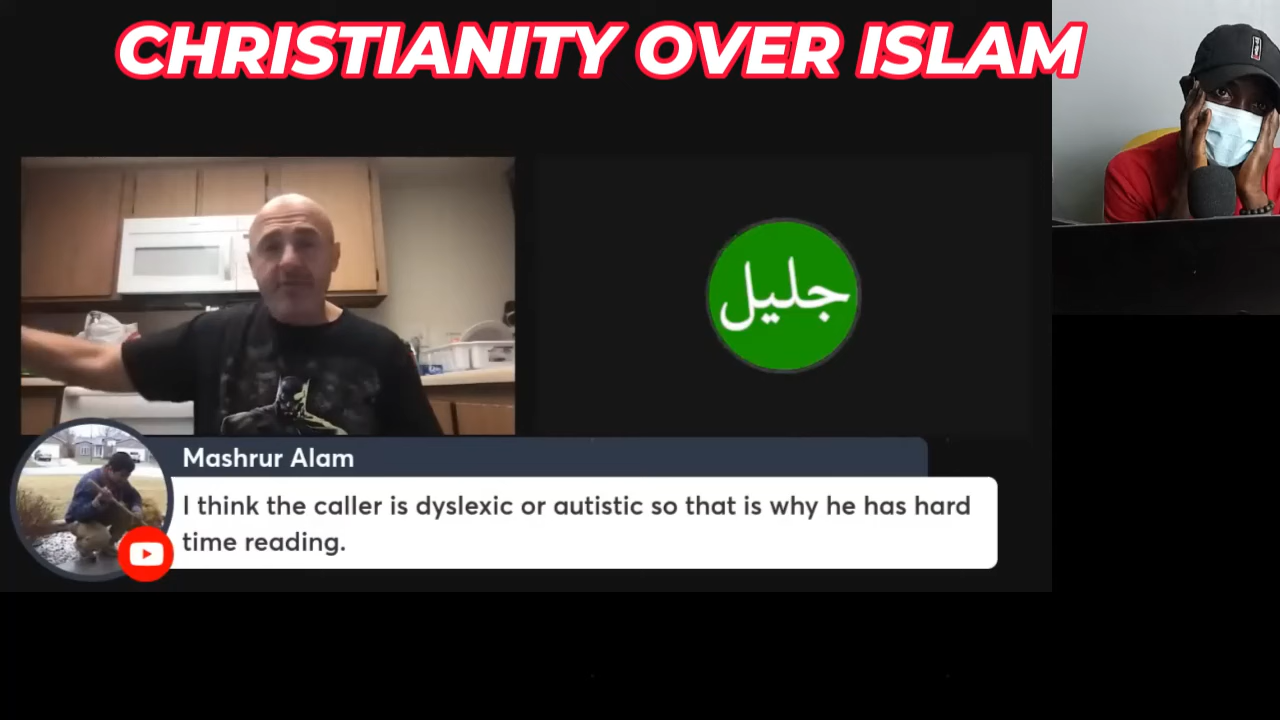 CHRISTIANITY OVER ISLAM
جليل
Mashrur Alam
I think the caller is dyslexic or autistic so that is why he has hard
time reading.